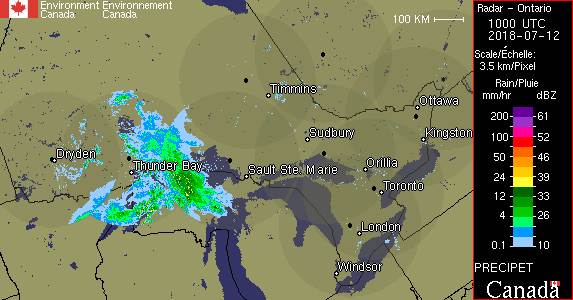 Environment Environnement
Canada Canada
100 KM
Timmins
Ottawa
Sudbury
Kingston
Dryden
Thunder Bay
Sault Ste. Marie
Orillia
Toronto
London
Windsor
Radar - Ontario
1000 UTC
2018-07-12
Scale/Échelle:
3.5 km/Pixel
Rain/Pluie
mm/hr dBZ
200 61
100 52
50 46
24 39
12 33
4 26
0.1 10
PRECIPET
Canada